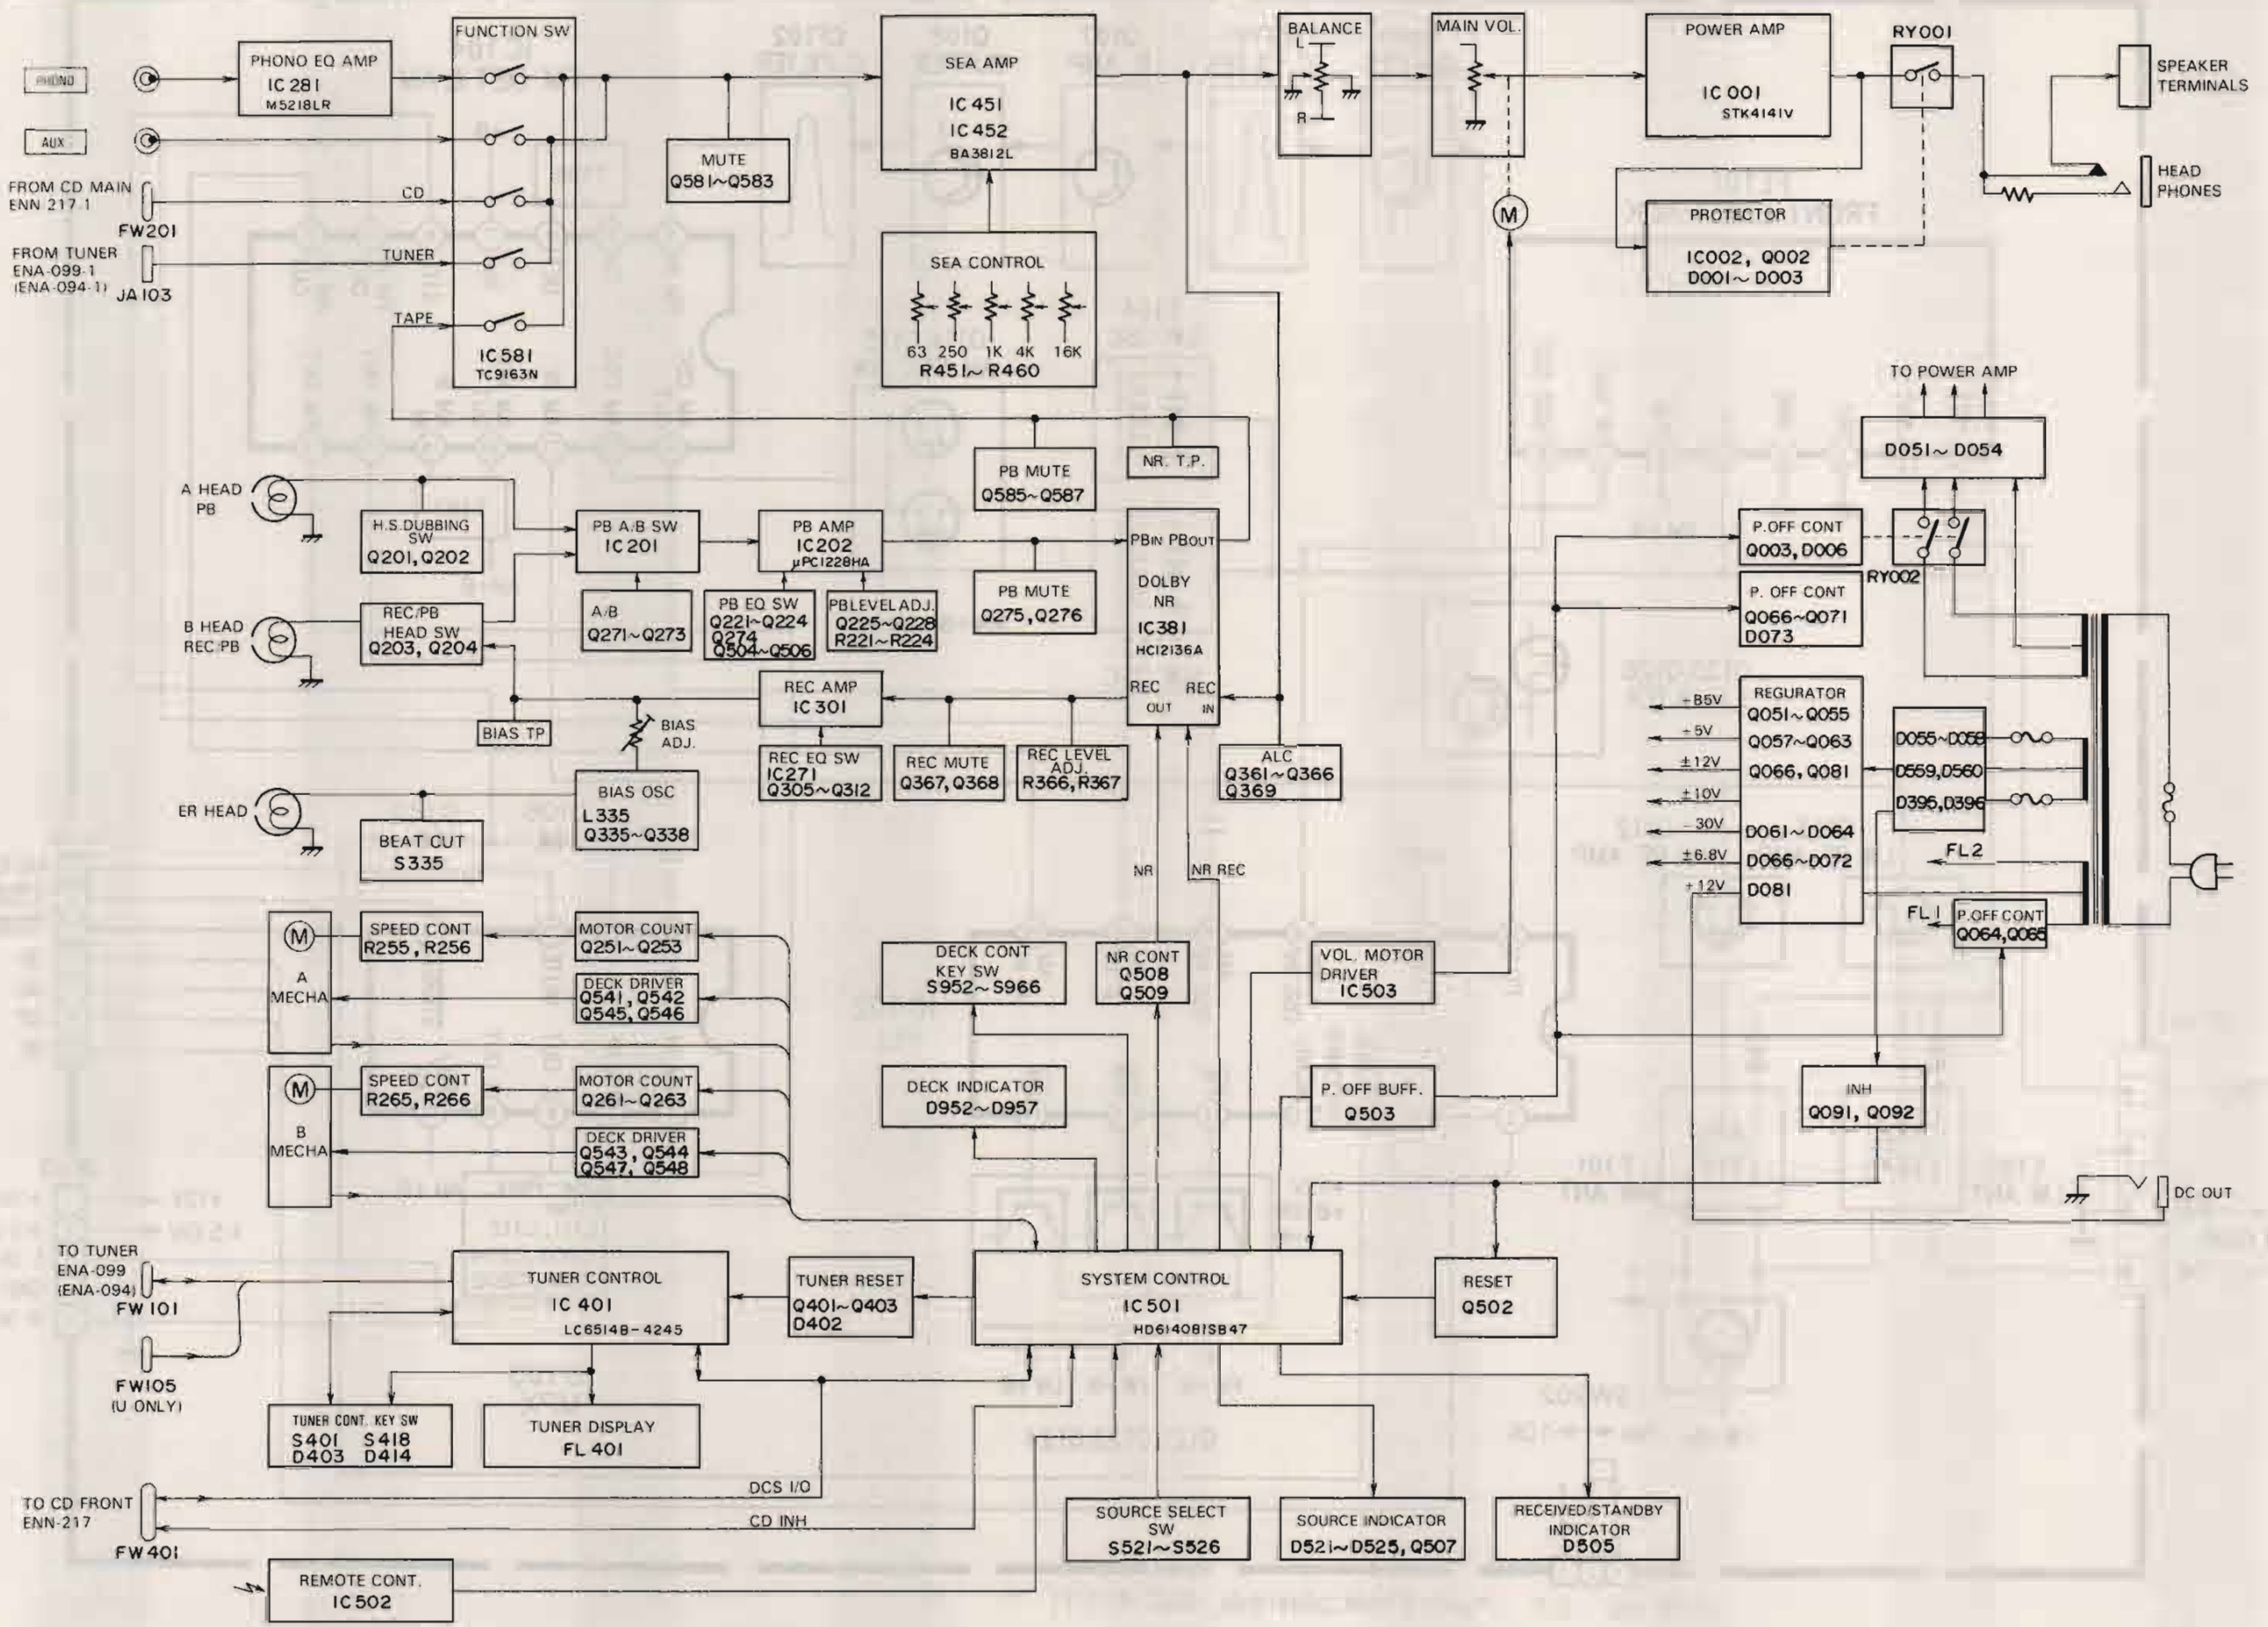 PHONO
AUX
FROM CD MAIN
ENN 217-1
FW201
FROM TUNER
ENA-099-1
(ENA-094-1)
JA103
PHONO EQ AMP
IC281
M5218LR
FUNCTION SW
CD
TUNER
TAPE
IC581
TC9163N
MUTE
Q581~Q583
SEA AMP
IC451
IC452
BA3812L
SEA CONTROL
63 250 1K 4K 16K
R451~R460
BALANCE
L
R
MAIN VOL.
M
POWER AMP
IC001
STK4141V
RY001
PROTECTOR
IC002, Q002
D001~D003
SPEAKER
TERMINALS
HEAD
PHONES
TO POWER AMP
D051~D054
A HEAD
PB
H.S.DUBBING
SW
Q201, Q202
PB A/B SW
IC201
PB AMP
IC202
μPC1228HA
PB MUTE
Q585~Q587
NR. T.P.
PBIN PBOUT
DOLBY
NR
IC381
HC12136A
REC
OUT
REC
IN
B HEAD
REC/PB
REC/PB
HEAD SW
Q203, Q204
A/B
Q271~Q273
PB EQ SW
Q221~Q224
Q274
Q504~Q506
PB LEVEL ADJ.
Q225~Q228
R221~R224
PB MUTE
Q275, Q276
P.OFF CONT
Q003, D006
RY002
P. OFF CONT
Q066~Q071
D073
REC AMP
IC301
BIAS TP
BIAS
ADJ.
REC EQ SW
IC271
Q305~Q312
REC MUTE
Q367, Q368
REC LEVEL
ADJ.
R366, R367
ALC
Q361~Q366
Q369
ER HEAD
BEAT CUT
S335
BIAS OSC
L335
Q335~Q338
NR
NR REC
REGURATOR
Q051~Q055
Q057~Q063
Q066, Q081
D061~D064
D066~D072
D081
+5V
±12V
±10V
-30V
±6.8V
+12V
D559, D560
D395, D396
FL2
FL1
P.OFF CONT
Q064, Q065
M
A
MECHA
SPEED CONT
R255, R256
MOTOR COUNT
Q251~Q253
DECK DRIVER
Q541, Q542
Q545, Q546
M
B
MECHA
SPEED CONT
R265, R266
MOTOR COUNT
Q261~Q263
DECK DRIVER
Q543, Q544
Q547, Q548
DECK CONT
KEY SW
S952~S966
NR CONT
Q508
Q509
VOL. MOTOR
DRIVER
IC503
DECK INDICATOR
D952~D957
P. OFF BUFF.
Q503
INH
Q091, Q092
DC OUT
TO TUNER
ENA-099
(ENA-094)
FW101
FW105
(U ONLY)
TUNER CONTROL
IC401
LC6514B-4245
TUNER RESET
Q401~Q403
D402
SYSTEM CONTROL
IC501
HD614081SB47
RESET
Q502
TUNER CONT. KEY SW
S401 S418
D403 D414
TUNER DISPLAY
FL401
DCS I/O
CD INH
TO CD FRONT
ENN-217
FW401
SOURCE SELECT
SW
S521~S526
SOURCE INDICATOR
D521~D525, Q507
RECEIVED/STANDBY
INDICATOR
D505
REMOTE CONT.
IC502